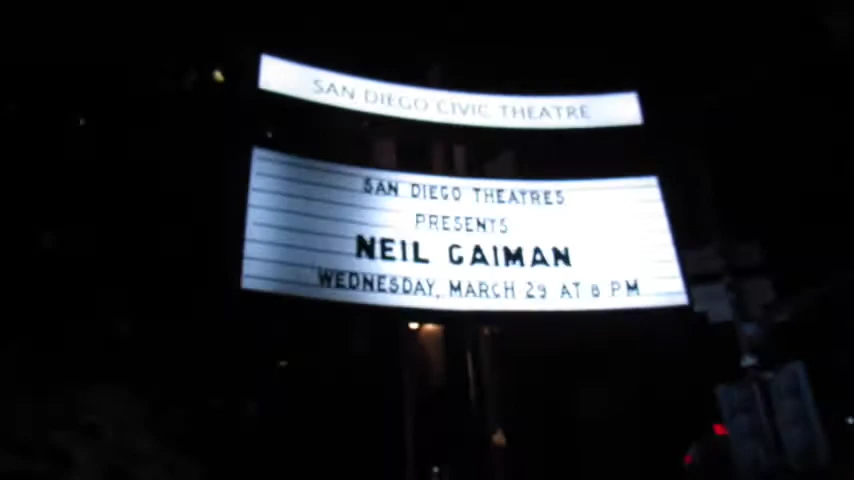 SAN DIEGO CIVIC THEATRE
SAN DIEGO THEATRES
PRESENTS
NEIL GAIMAN
WEDNESDAY, MARCH 29 AT 8 PM